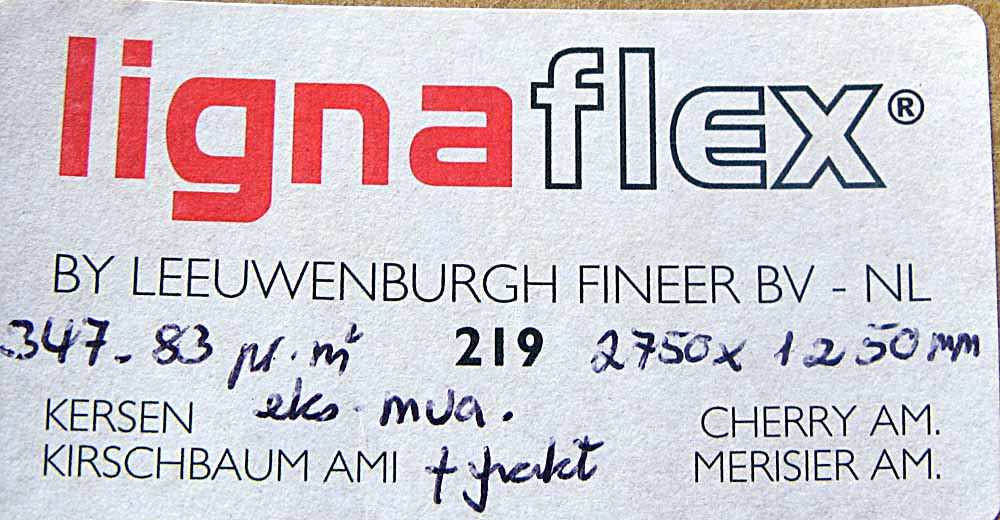 lignaflex®
BY LEEUWENBURGH FINEER BV - NL
347.83 pr. m² 219 2750 x 1250 mm
KERSEN eks. mva. CHERRY AM.
KIRSCHBAUM AMI + frakt MERISIER AM.